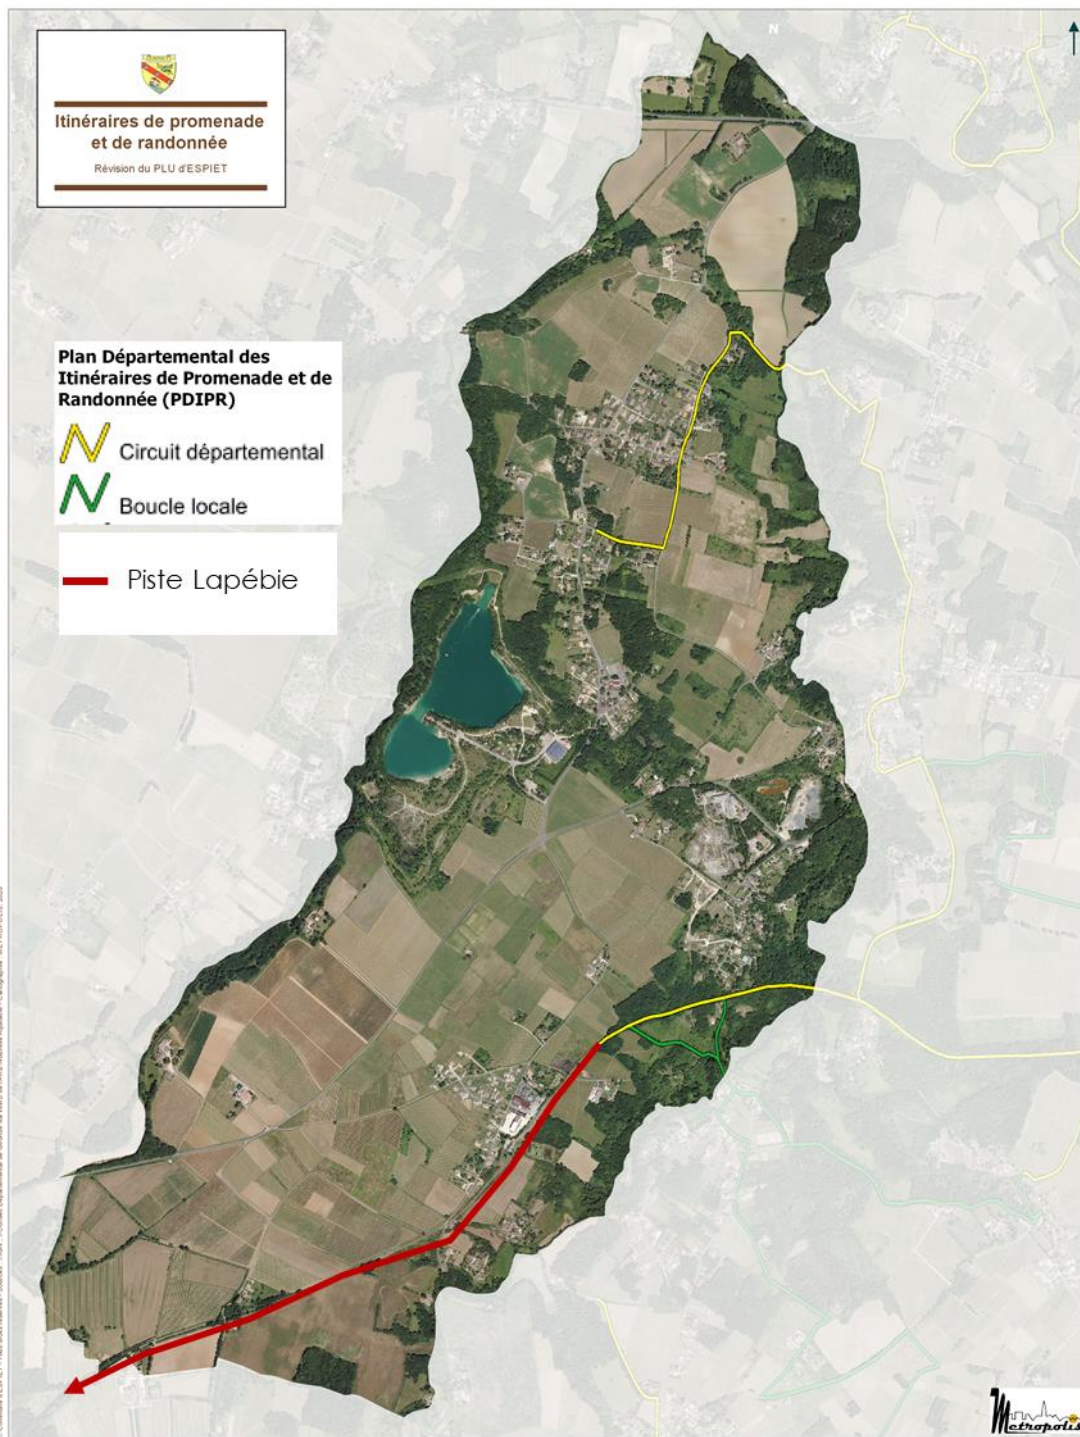 N
Itinéraires de promenade
et de randonnée
Révision du PLU d'ESPIET
Plan Départemental des
Itinéraires de Promenade et de
Randonnée (PDIPR)
Circuit départemental
Boucle locale
Piste Lapébie
Metropolis